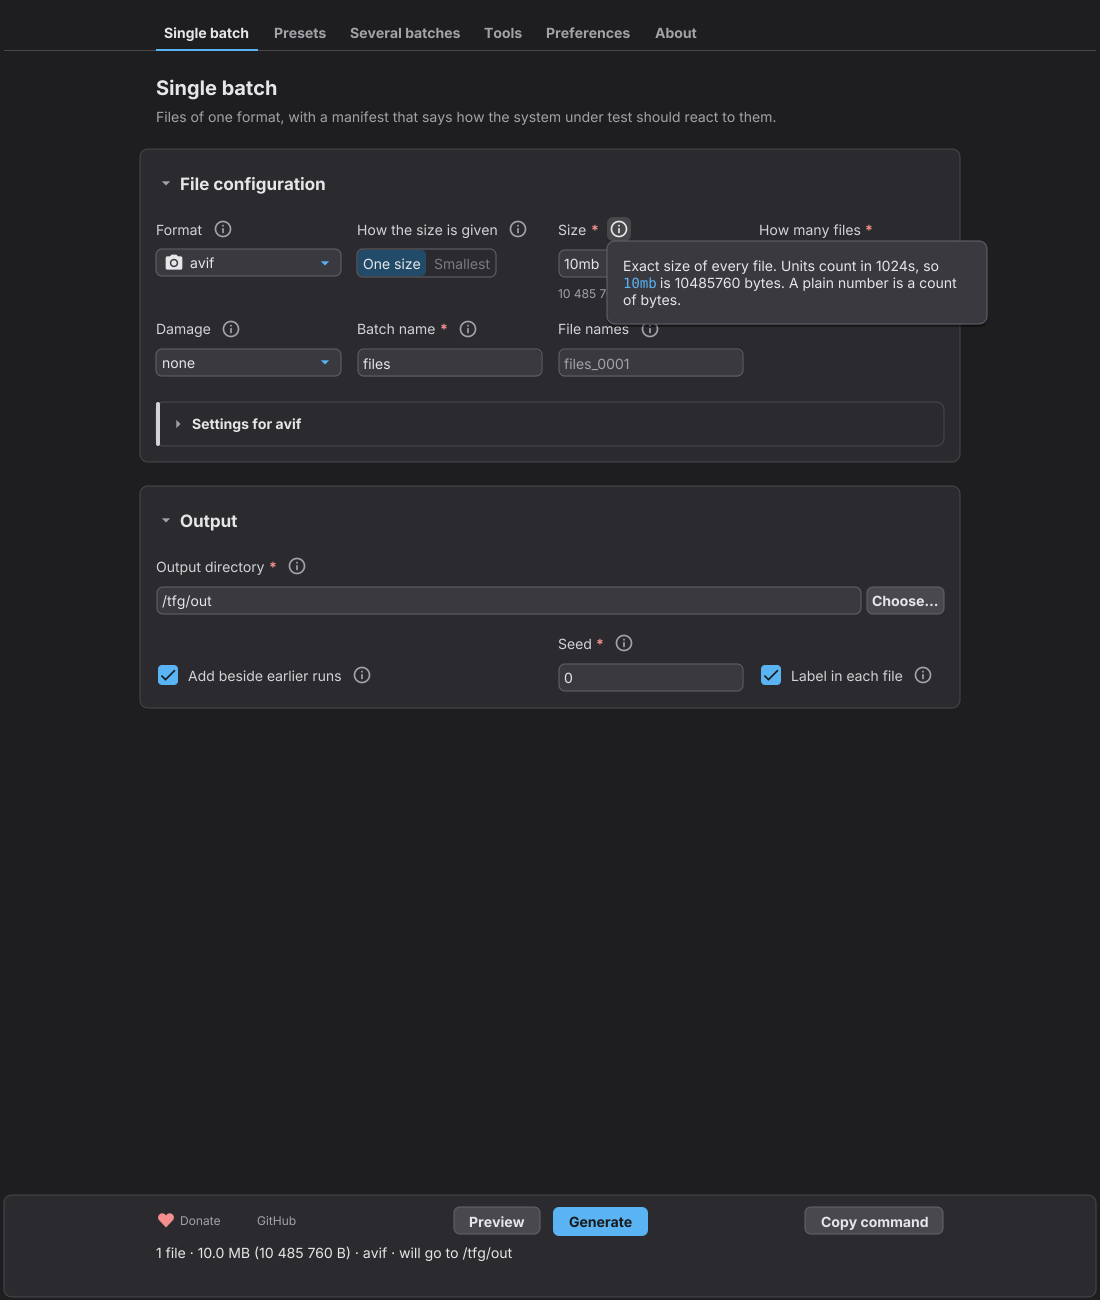 Single batch
Presets
Several batches
Tools
Preferences
About
Single batch
Files of one format, with a manifest that says how the system under test should react to them.
File configuration
Format
How the size is given
Size *
How many files *
avif
One size
Smallest
10mb
Exact size of every file. Units count in 1024s, so
10mb is 10485760 bytes. A plain number is a count
of bytes.
10 485 7
Damage
Batch name *
File names
none
files
files_0001
Settings for avif
Output
Output directory *
/tfg/out
Choose...
Seed *
Add beside earlier runs
0
Label in each file
Donate
GitHub
Preview
Generate
Copy command
1 file · 10.0 MB (10 485 760 B) · avif · will go to /tfg/out